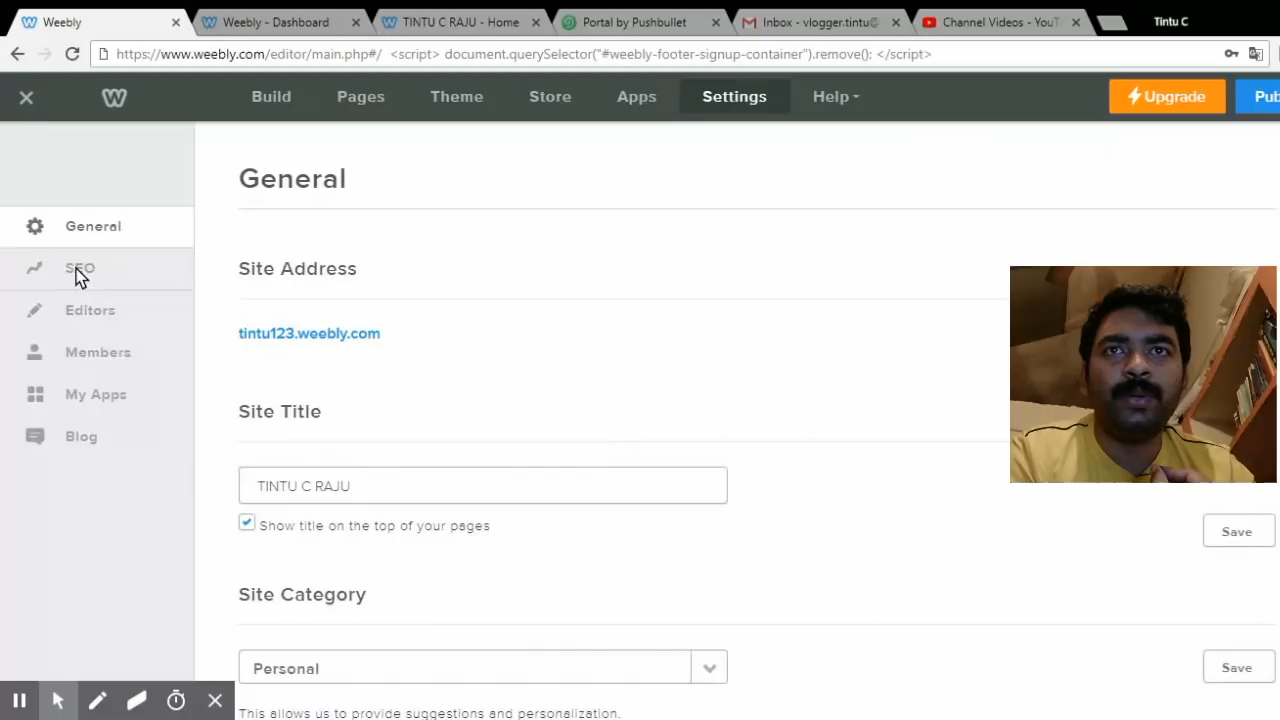 Weebly
Weebly - Dashboard
TINTU C RAJU - Home
Portal by Pushbullet
Inbox - vlogger.tintu@
Channel Videos - YouT
Tintu C
https://www.weebly.com/editor/main.php#/ <script> document.querySelector("#weebly-footer-signup-container").remove(); </script>
Build
Pages
Theme
Store
Apps
Settings
Help
Upgrade
Pub
General
SEO
Editors
Members
My Apps
Blog
General
Site Address
tintu123.weebly.com
Site Title
TINTU C RAJU
Show title on the top of your pages
Save
Site Category
Personal
Save
This allows us to provide suggestions and personalization.